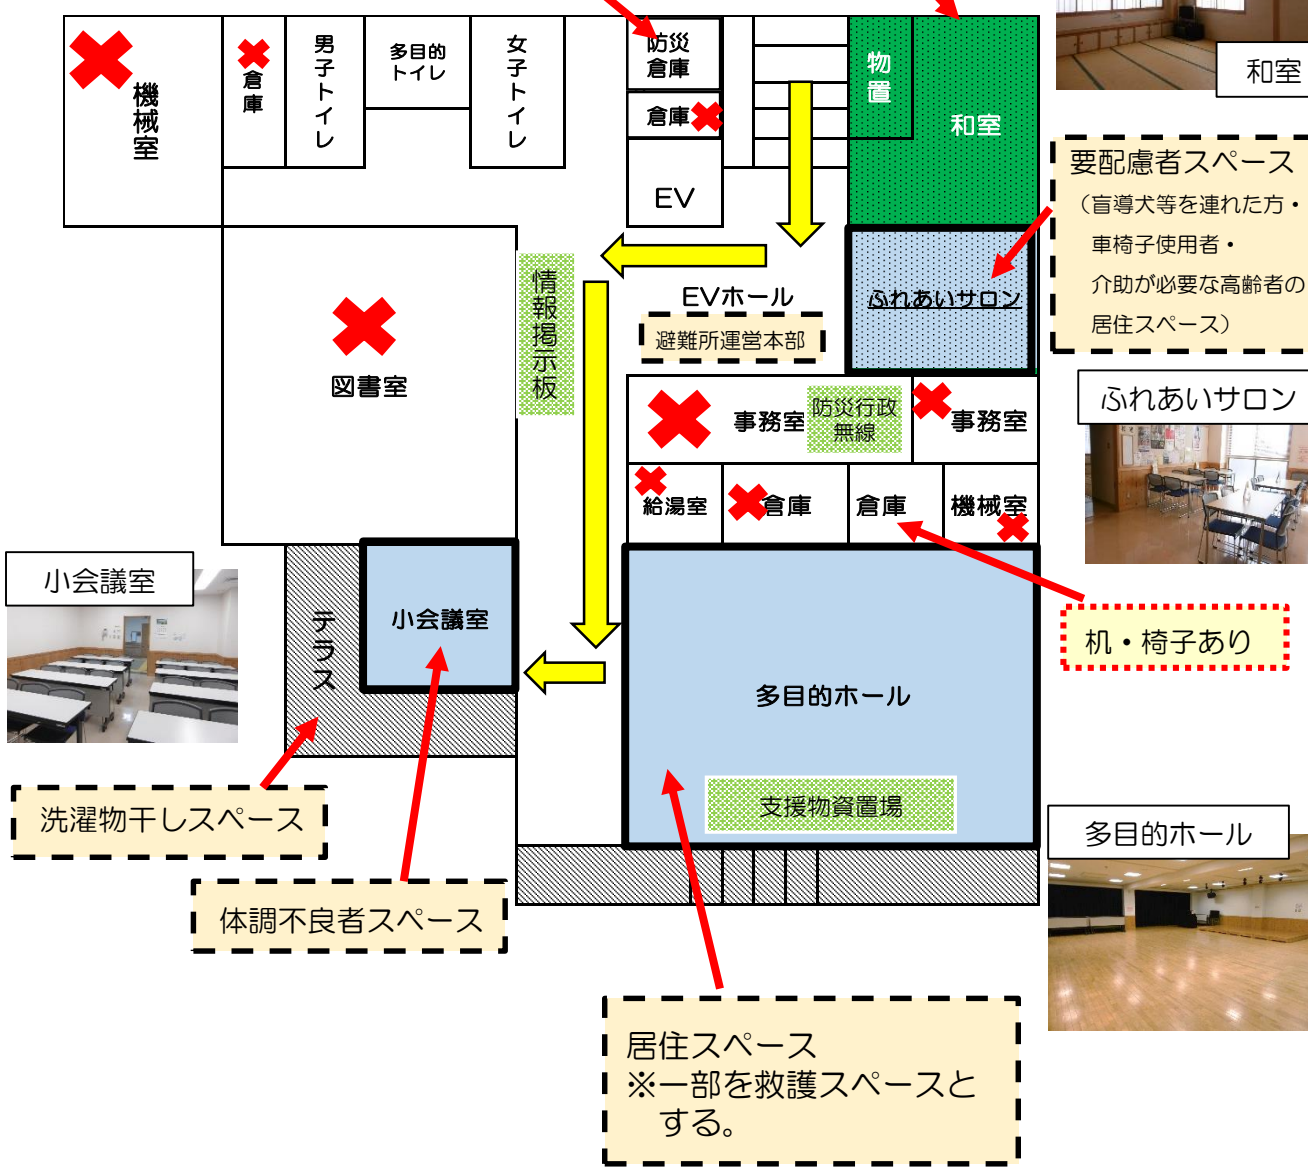 機械室
倉庫
男子トイレ
多目的
トイレ
女子トイレ
防災
倉庫
倉庫
EV
物置
和室
和室
要配慮者スペース
（盲導犬等を連れた方・
車椅子使用者・
介助が必要な高齢者の
居住スペース）
情報掲示板
EVホール
避難所運営本部
ふれあいサロン
図書室
事務室
防災行政
無線
事務室
ふれあいサロン
給湯室
倉庫
倉庫
機械室
小会議室
テラス
小会議室
机・椅子あり
多目的ホール
支援物資置場
洗濯物干しスペース
多目的ホール
体調不良者スペース
居住スペース
※一部を救護スペースと
する。